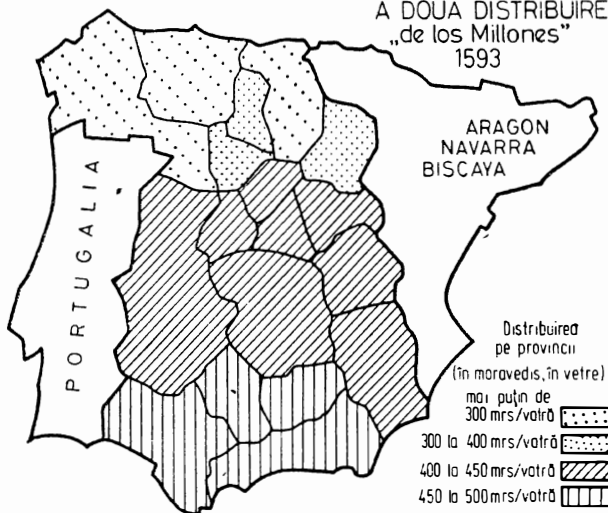 A DOUA DISTRIBUIRE
„de los Millones”
1593
ARAGON
NAVARRA
BISCAYA
PORTUGALIA
Distribuirea
pe provincii
(în maravedis, în vetre)
mai puțin de
300 mrs/vatră
300 la 400 mrs/vatră
400 la 450 mrs/vatră
450 la 500 mrs/vatră